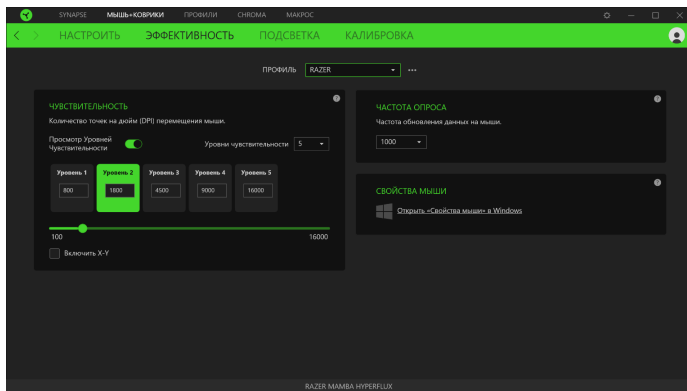 SYNAPSE МЫШЬ+КОВРИКИ ПРОФИЛИ CHROMA МАКРОС
НАСТРОИТЬ ЭФФЕКТИВНОСТЬ ПОДСВЕТКА КАЛИБРОВКА
ПРОФИЛЬ RAZER
ЧУВСТВИТЕЛЬНОСТЬ
Количество точек на дюйм (DPI) перемещения мыши.
Просмотр Уровней
Чувствительности
Уровни чувствительности 5
Уровень 1 Уровень 2 Уровень 3 Уровень 4 Уровень 5
800 1800 4500 9000 16000
100 16000
Включить X-Y
ЧАСТОТА ОПРОСА
Частота обновления данных на мыши.
1000
СВОЙСТВА МЫШИ
Открыть «Свойства мыши» в Windows
RAZER MAMBA HYPERFLUX